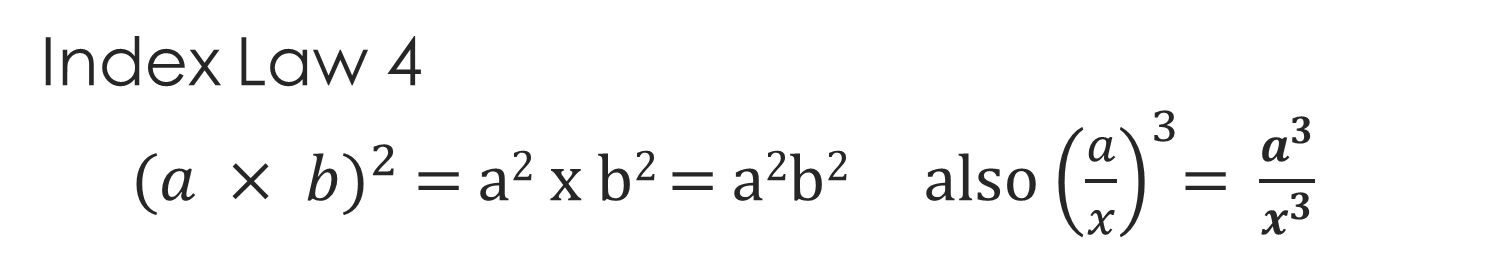 Index Law 4
(a × b)² = a² x b² = a²b² also (a/x)³ = a³/x³